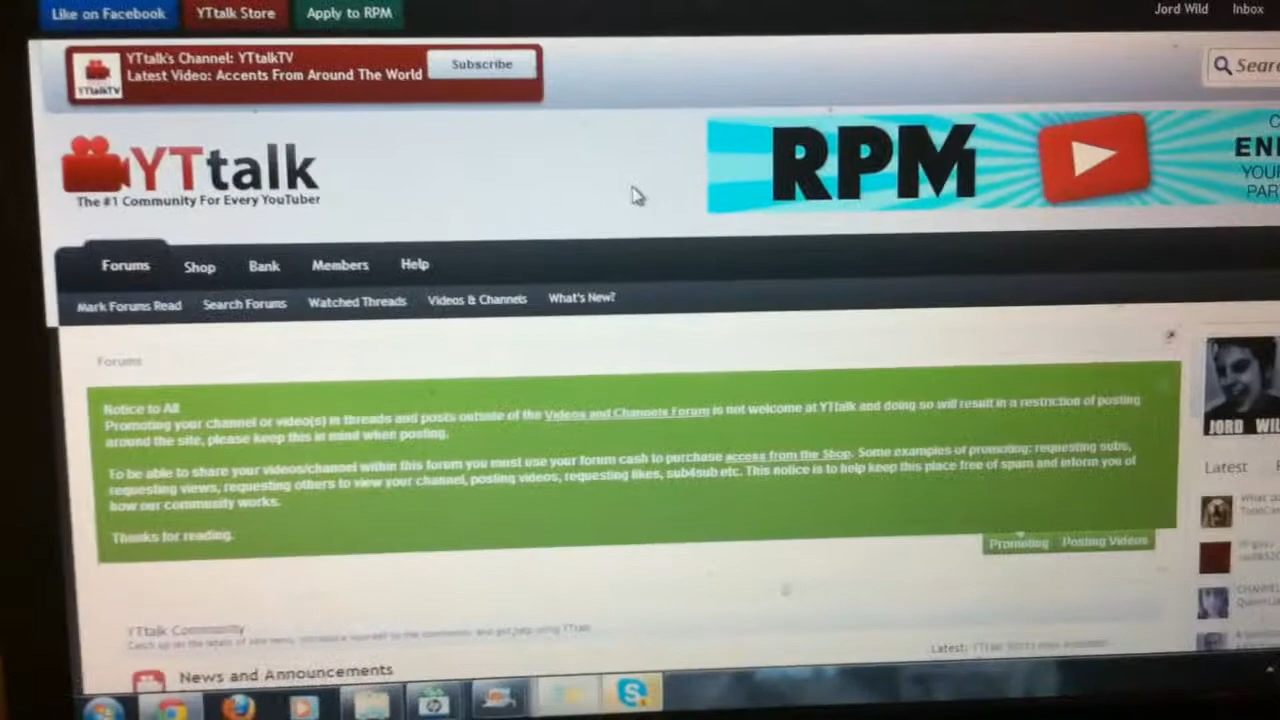 Like on Facebook
YTtalk Store
Apply to RPM
Jord Wild
Inbox
YTtalk's Channel: YTtalkTV
Latest Video: Accents From Around The World
Subscribe
YTtalkTV
Sear
YTtalk
The #1 Community For Every YouTuber
RPM
EN
YOU
PAR
Forums
Shop
Bank
Members
Help
Mark Forums Read
Search Forums
Watched Threads
Videos & Channels
What's New?
Forums
Notice to All
Promoting your channel or video(s) in threads and posts outside of the Videos and Channels Forum is not welcome at YTtalk and doing so will result in a restriction of posting
around the site, please keep this in mind when posting.
To be able to share your videos/channel within this forum you must use your forum cash to purchase access from the Shop. Some examples of promoting: requesting subs,
requesting views, requesting others to view your channel, posting videos, requesting likes, sub4sub etc. This notice is to help keep this place free of spam and inform you of
how our community works.
Thanks for reading.
Promoting
Posting Videos
JORD WIL
Latest
YTtalk Community
Latest:
News and Announcements